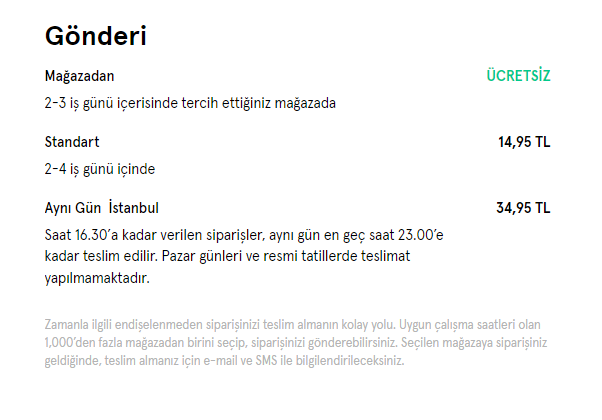 Gönderi
Mağazadan ÜCRETSİZ
2-3 iş günü içerisinde tercih ettiğiniz mağazada
Standart 14,95 TL
2-4 iş günü içinde
Aynı Gün İstanbul 34,95 TL
Saat 16.30’a kadar verilen siparişler, aynı gün en geç saat 23.00’e
kadar teslim edilir. Pazar günleri ve resmi tatillerde teslimat
yapılmamaktadır.
Zamanla ilgili endişelenmeden siparişinizi teslim almanın kolay yolu. Uygun çalışma saatleri olan
1,000’den fazla mağazadan birini seçip, siparişinizi gönderebilirsiniz. Seçilen mağazaya siparişiniz
geldiğinde, teslim almanız için e-mail ve SMS ile bilgilendirileceksiniz.